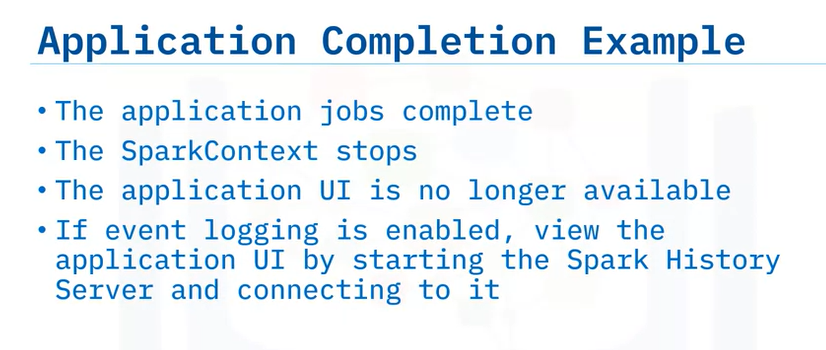 Application Completion Example
• The application jobs complete
• The SparkContext stops
• The application UI is no longer available
• If event logging is enabled, view the
application UI by starting the Spark History
Server and connecting to it